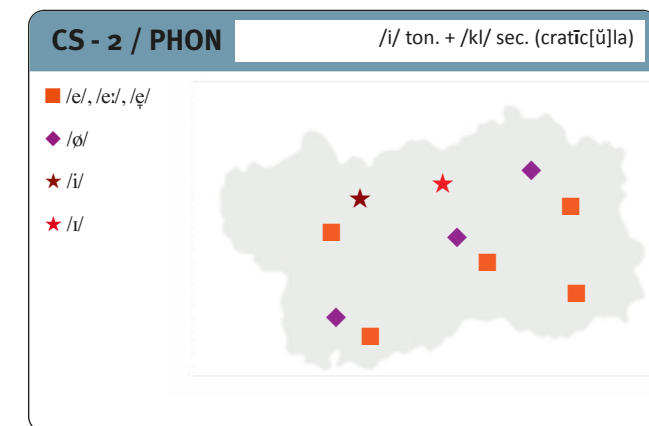 CS - 2 / PHON
/i/ ton. + /kl/ sec. (cratīc[ŭ]la)
/e/, /eː/, /e̞/
/ø/
/i/
/ɪ/